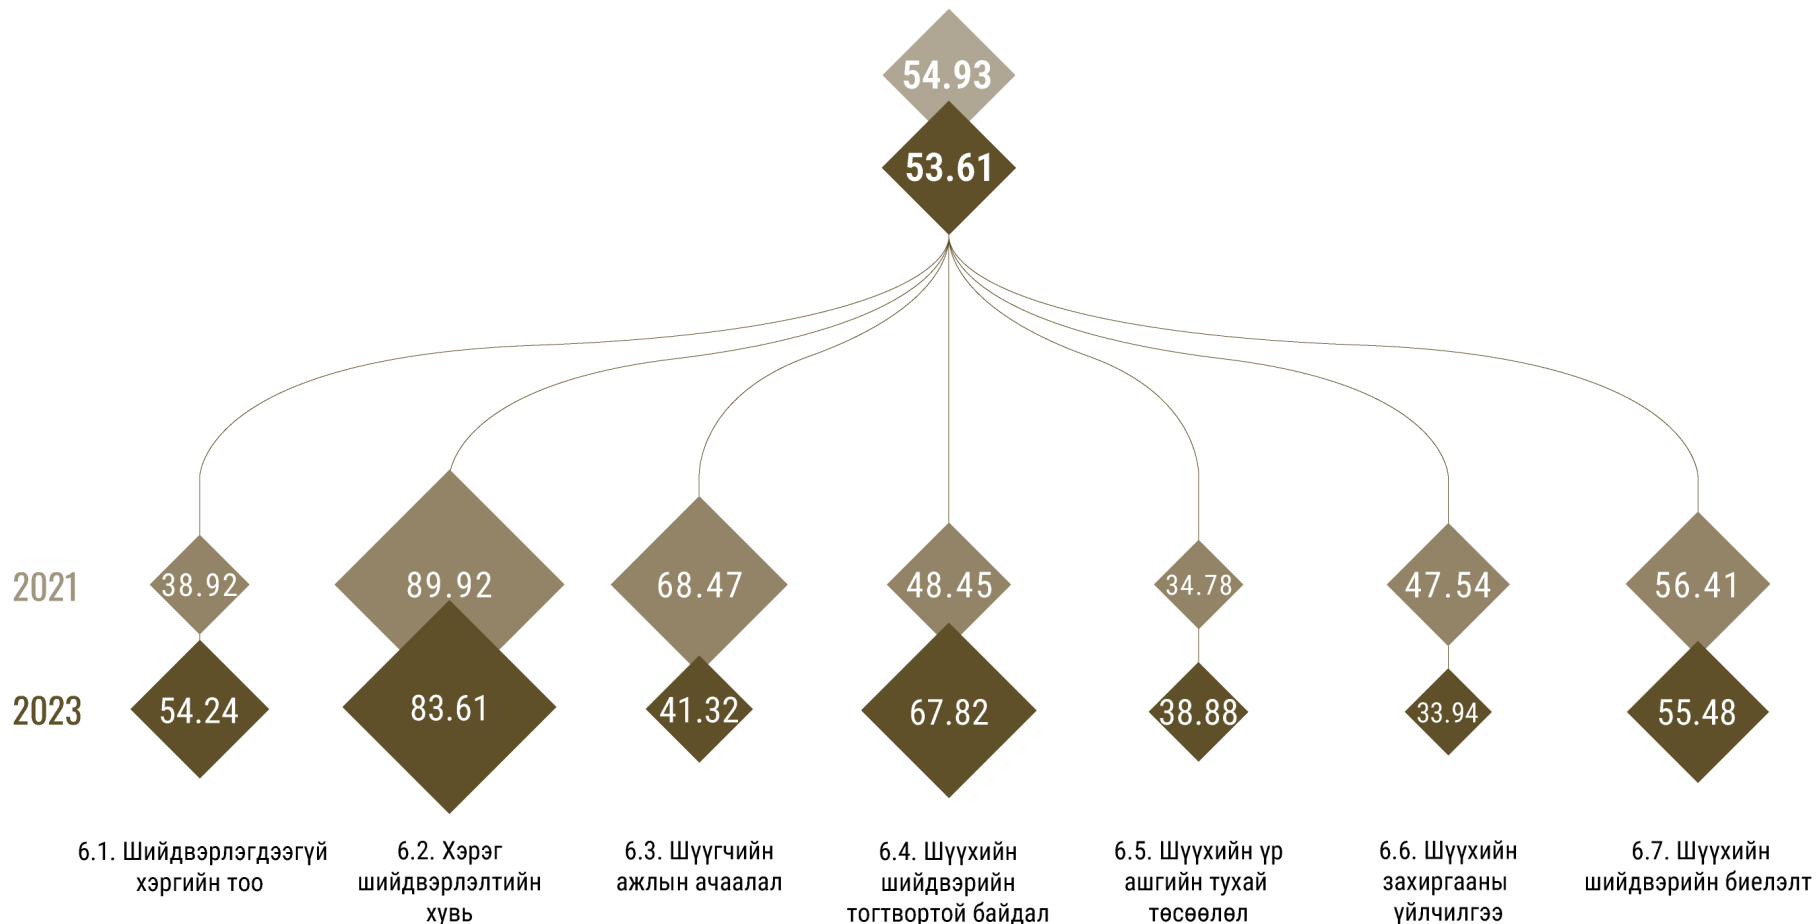 54.93
53.61
2021
38.92
89.92
68.47
48.45
34.78
47.54
56.41
2023
54.24
83.61
41.32
67.82
38.88
33.94
55.48
6.1. Шийдвэрлэгдээгүй
хэргийн тоо
6.2. Хэрэг
шийдвэрлэлтийн
хувь
6.3. Шүүгчийн
ажлын ачаалал
6.4. Шүүхийн
шийдвэрийн
тогтвортой байдал
6.5. Шүүхийн үр
ашгийн тухай
төсөөлөл
6.6. Шүүхийн
захиргааны
үйлчилгээ
6.7. Шүүхийн
шийдвэрийн биелэлт